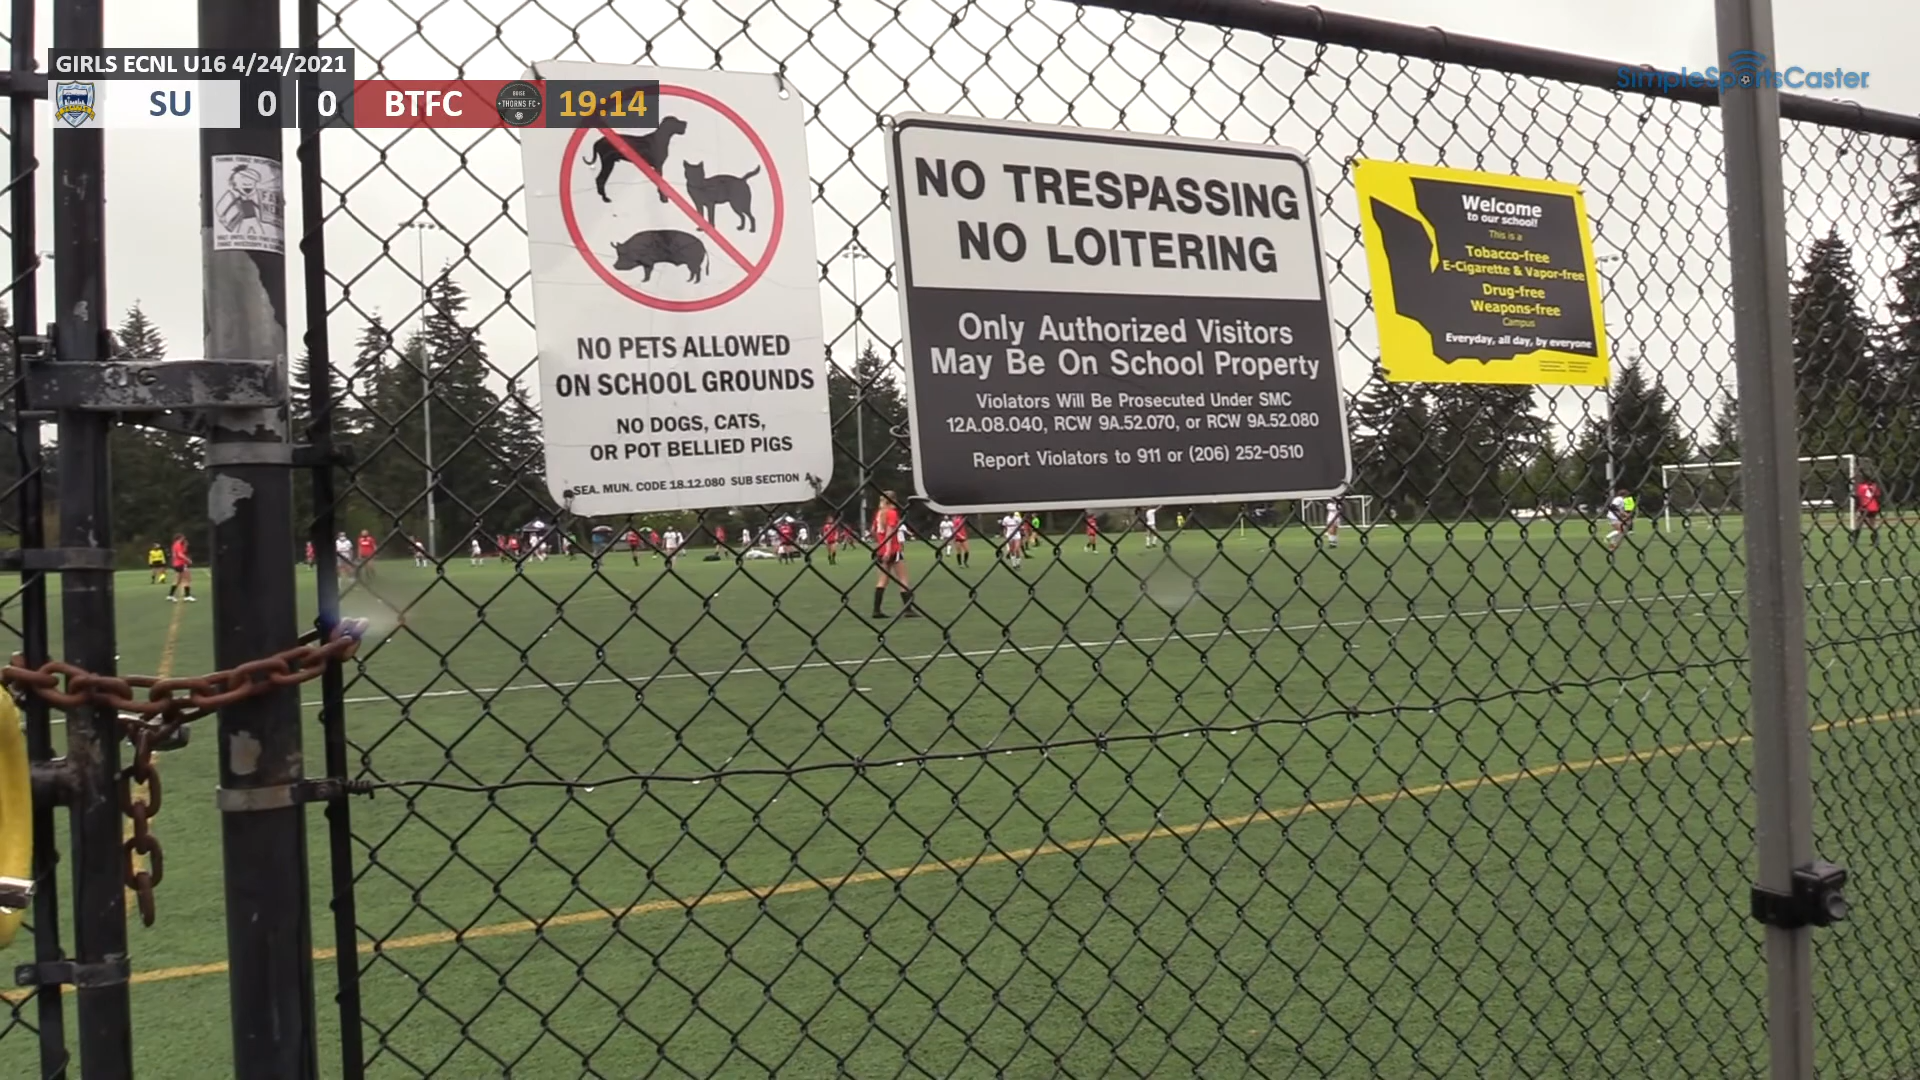 GIRLS ECNL U16 4/24/2021
SU 0 0 BTFC BOISE THORNS FC 19:14
SimpleSportsCaster
NO PETS ALLOWED
ON SCHOOL GROUNDS
NO DOGS, CATS,
OR POT BELLIED PIGS
SEA. MUN. CODE 18.12.080 SUB SECTION A
NO TRESPASSING
NO LOITERING
Only Authorized Visitors
May Be On School Property
Violators Will Be Prosecuted Under SMC
12A.08.040, RCW 9A.52.070, or RCW 9A.52.080
Report Violators to 911 or (206) 252-0510
Welcome
to our school!
This is a
Tobacco-free
E-Cigarette & Vapor-free
Drug-free
Weapons-free
Campus
Everyday, all day, by everyone